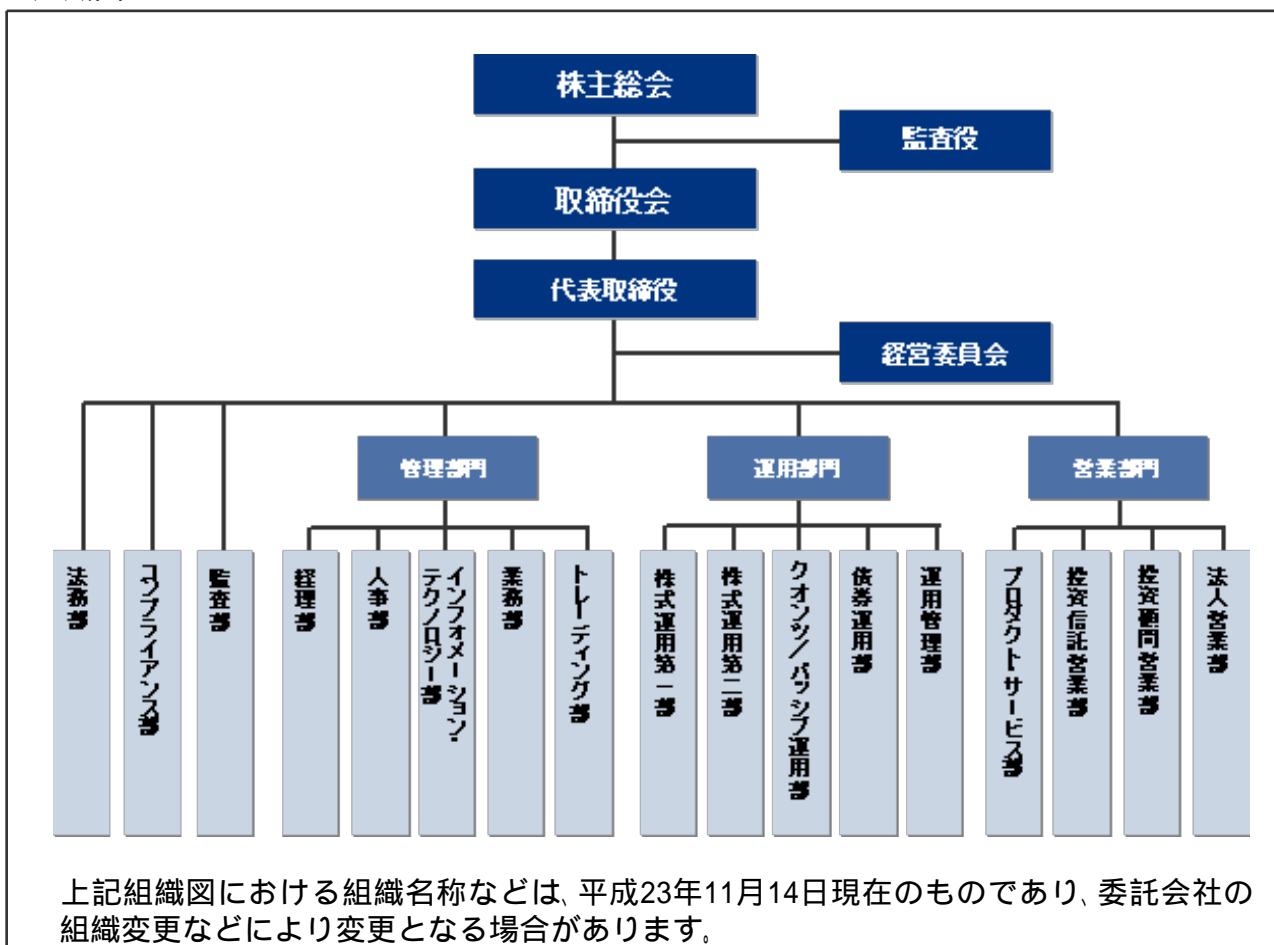 株主総会
監査役
取締役会
代表取締役
経営委員会
管理部門
運用部門
営業部門
法務部
コンプライアンス部
監査部
経理部
人事部
インフォメーション・
テクノロジー部
業務部
トレーディング部
株式運用第一部
株式運用第二部
クオンツ/パッシブ運用部
債券運用部
運用管理部
プロダクトサービス部
投資信託営業部
投資顧問営業部
法人営業部
上記組織図における組織名称などは、平成23年11月14日現在のものであり、委託会社の
組織変更などにより変更となる場合があります。